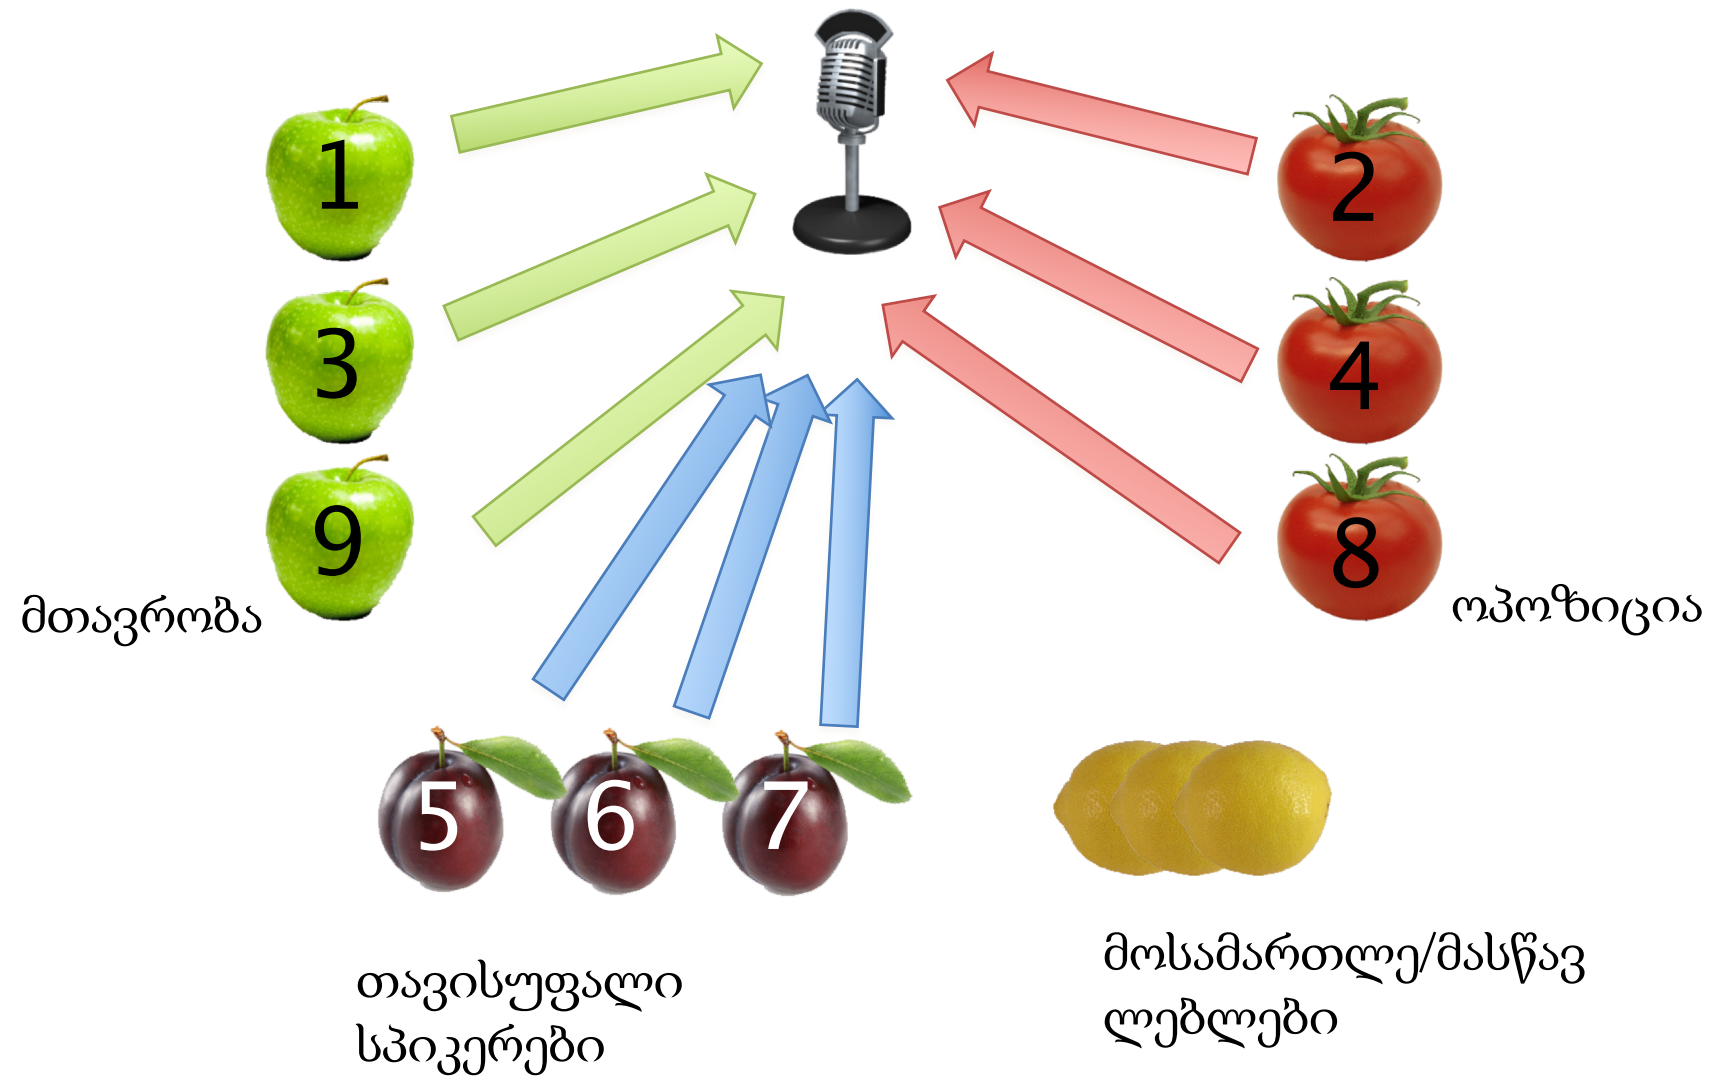 1
2
3
4
9
8
მთავრობა
ოპოზიცია
5 6 7
თავისუფალი
სპიკერები
მოსამართლე/მასწავ
ლებლები